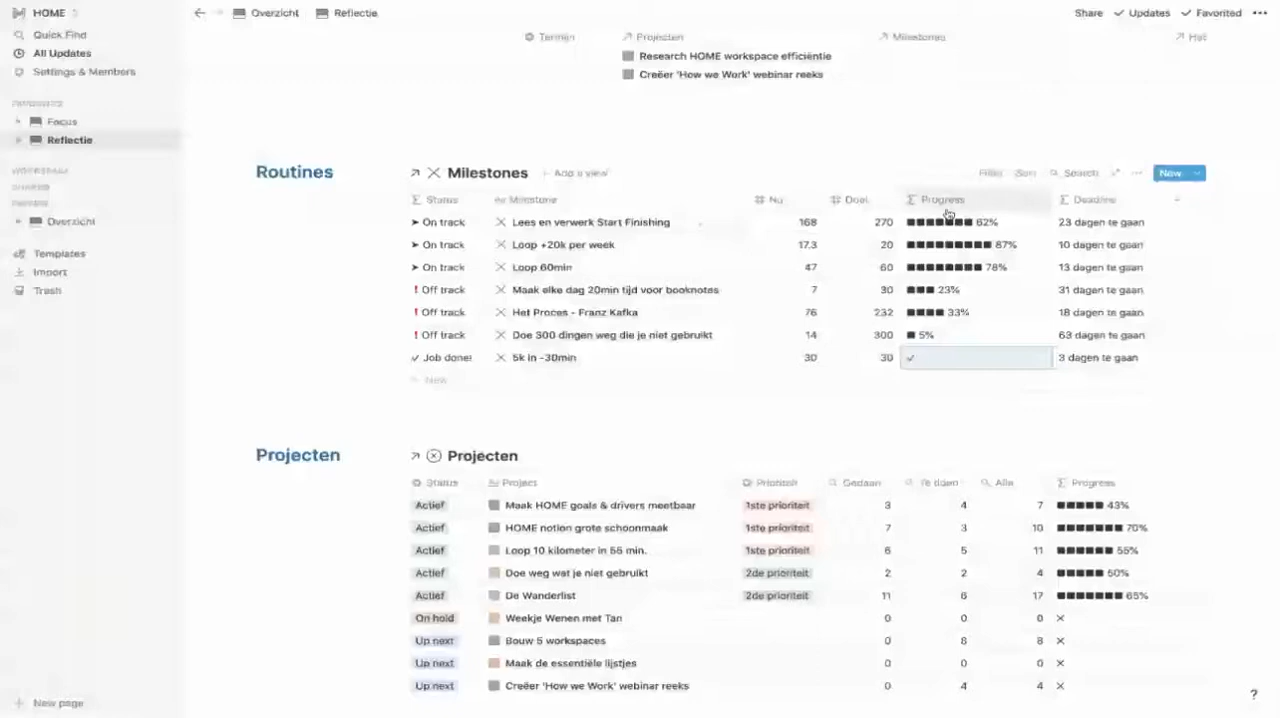 HOME
Overzicht
Reflectie
Share
Updates
Favorited
Quick Find
All Updates
Settings & Members
Focus
Reflectie
Overzicht
Templates
Import
Trash
New page
Projecten
Milestones
Research HOME workspace efficiëntie
Creëer 'How we Work' webinar reeks
Routines
Milestones
Add a view
Search
New
Status Milestone Nu Doel Progress Deadline
On track Lees en verwerk Start Finishing 168 270 62% 23 dagen te gaan
On track Loop +20k per week 17.3 20 87% 10 dagen te gaan
On track Loop 60min 47 60 78% 13 dagen te gaan
! Off track Maak elke dag 20min tijd voor booknotes 7 30 23% 31 dagen te gaan
! Off track Het Proces - Franz Kafka 76 232 33% 18 dagen te gaan
! Off track Doe 300 dingen weg die je niet gebruikt 14 300 5% 63 dagen te gaan
✓ Job done! 5k in -30min 30 30 ✓ 3 dagen te gaan
+ New
Projecten
Projecten
Status Project Prioriteit Gedaan Te doen Alle Progress
Actief Maak HOME goals & drivers meetbaar 1ste prioriteit 3 4 7 43%
Actief HOME notion grote schoonmaak 1ste prioriteit 7 3 10 70%
Actief Loop 10 kilometer in 55 min. 1ste prioriteit 6 5 11 55%
Actief Doe weg wat je niet gebruikt 2de prioriteit 2 2 4 50%
Actief De Wanderlist 2de prioriteit 11 6 17 65%
On hold Weekje Wenen met Tan 0 0 0 ×
Up next Bouw 5 workspaces 0 8 8 ×
Up next Maak de essentiële lijstjes 0 0 0 ×
Up next Creëer 'How we Work' webinar reeks 0 4 4 ×
?